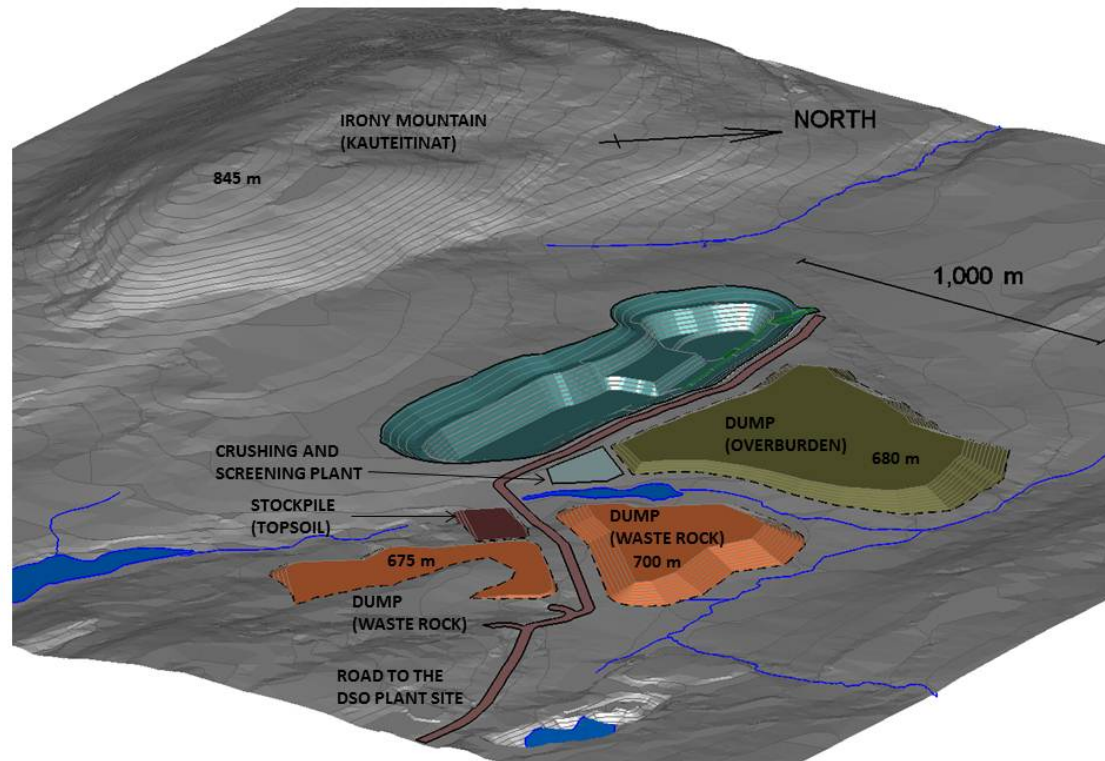 IRONY MOUNTAIN
(KAUTEITINAT)
NORTH
845 m
1,000 m
DUMP
(OVERBURDEN)
680 m
CRUSHING AND
SCREENING PLANT
STOCKPILE
(TOPSOIL)
DUMP
(WASTE ROCK)
700 m
675 m
DUMP
(WASTE ROCK)
ROAD TO THE
DSO PLANT SITE